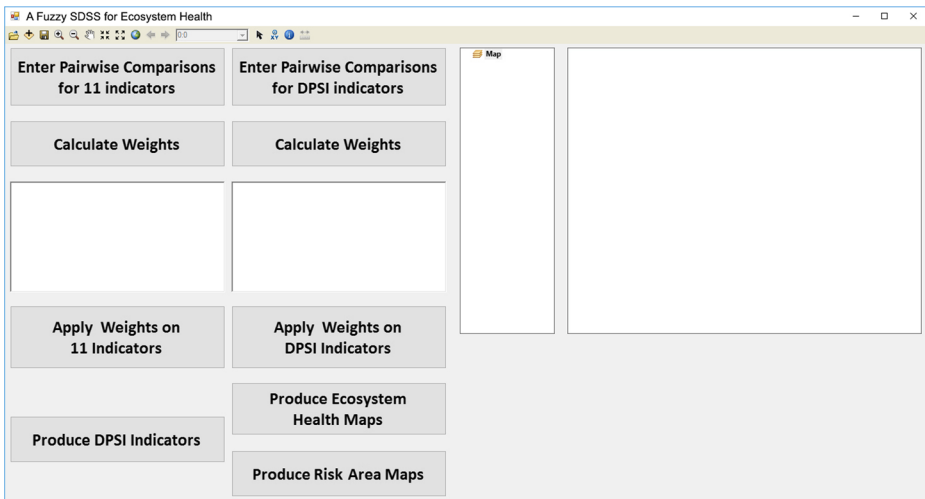 A Fuzzy SDSS for Ecosystem Health
0:0
Enter Pairwise Comparisons
for 11 indicators
Enter Pairwise Comparisons
for DPSI indicators
Map
Calculate Weights
Calculate Weights
Apply Weights on
11 Indicators
Apply Weights on
DPSI Indicators
Produce Ecosystem
Health Maps
Produce DPSI Indicators
Produce Risk Area Maps